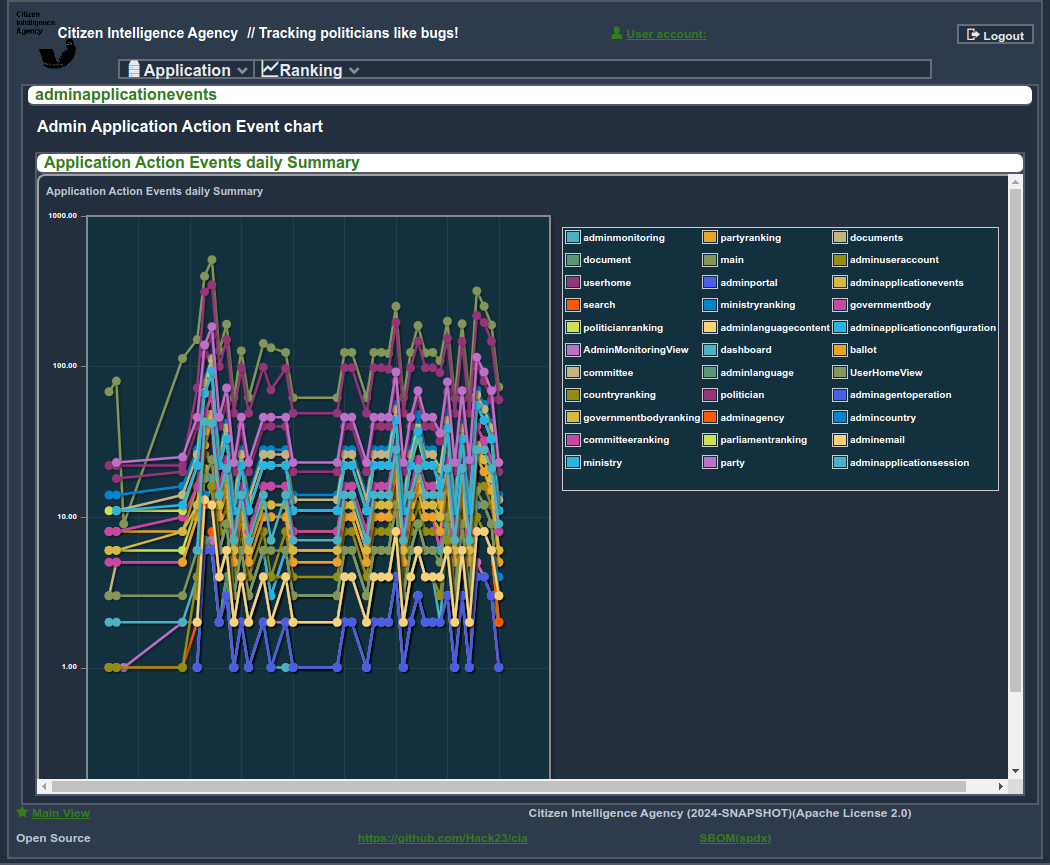 Citizen
Intelligence
Agency
Citizen Intelligence Agency // Tracking politicians like bugs!
User account:
Logout
Application
Ranking
adminapplicationevents
Admin Application Action Event chart
Application Action Events daily Summary
Application Action Events daily Summary
1000.00
100.00
10.00
1.00
adminmonitoring partyranking documents
document main adminuseraccount
userhome adminportal adminapplicationevents
search ministryranking governmentbody
politicianranking adminlanguagecontent adminapplicationconfiguration
AdminMonitoringView dashboard ballot
committee adminlanguage UserHomeView
countryranking politician adminagentoperation
governmentbodyranking adminagency admincountry
committeeranking parliamentranking adminemail
ministry party adminapplicationsession
Main View
Citizen Intelligence Agency (2024-SNAPSHOT)(Apache License 2.0)
Open Source
https://github.com/Hack23/cia
SBOM(spdx)